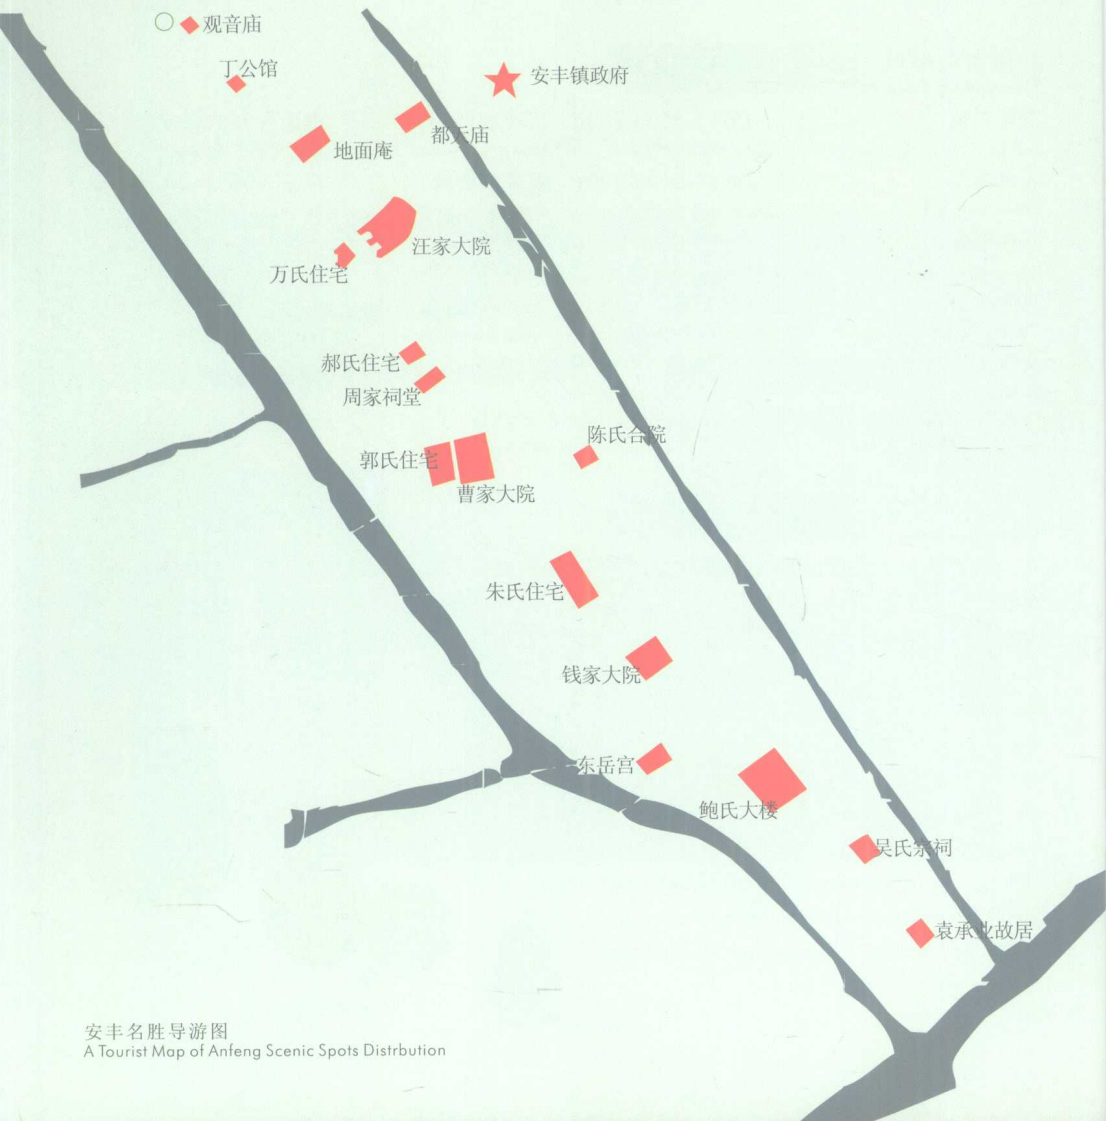 观音庙
丁公馆
安丰镇政府
都天庙
地面庵
汪家大院
万氏住宅
郝氏住宅
周家祠堂
陈氏合院
郭氏住宅
曹家大院
朱氏住宅
钱家大院
东岳宫
鲍氏大楼
吴氏宗祠
袁承业故居
安丰名胜导游图
A Tourist Map of Anfeng Scenic Spots Distrbution